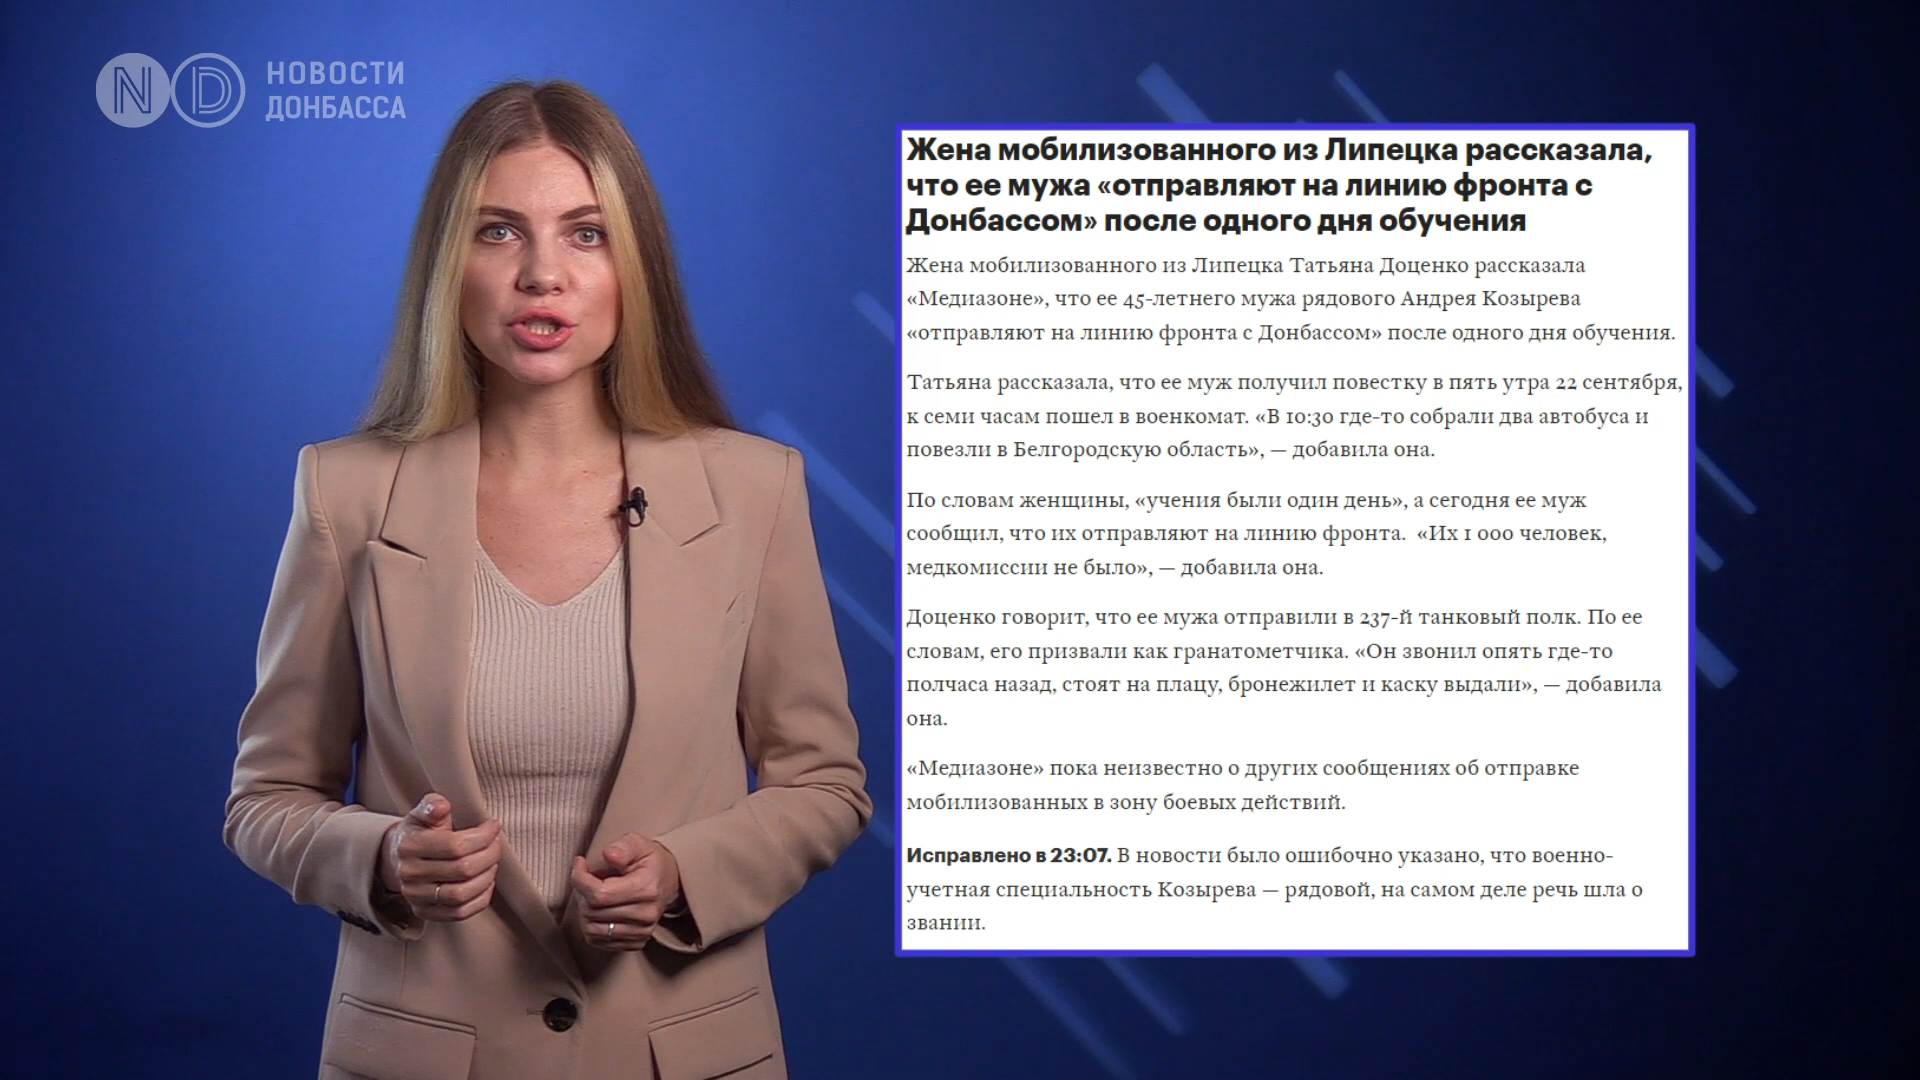 ND НОВОСТИ
ДОНБАССА
Жена мобилизованного из Липецка рассказала,
что ее мужа «отправляют на линию фронта с
Донбассом» после одного дня обучения
Жена мобилизованного из Липецка Татьяна Доценко рассказала
«Медиазоне», что ее 45-летнего мужа рядового Андрея Козырева
«отправляют на линию фронта с Донбассом» после одного дня обучения.
Татьяна рассказала, что ее муж получил повестку в пять утра 22 сентября,
к семи часам пошел в военкомат. «В 10:30 где-то собрали два автобуса и
повезли в Белгородскую область», — добавила она.
По словам женщины, «учения были один день», а сегодня ее муж
сообщил, что их отправляют на линию фронта. «Их 1 000 человек,
медкомиссии не было», — добавила она.
Доценко говорит, что ее мужа отправили в 237-й танковый полк. По ее
словам, его призвали как гранатометчика. «Он звонил опять где-то
полчаса назад, стоят на плацу, бронежилет и каску выдали», — добавила
она.
«Медиазоне» пока неизвестно о других сообщениях об отправке
мобилизованных в зону боевых действий.
Исправлено в 23:07. В новости было ошибочно указано, что военно-
учетная специальность Козырева — рядовой, на самом деле речь шла о
звании.